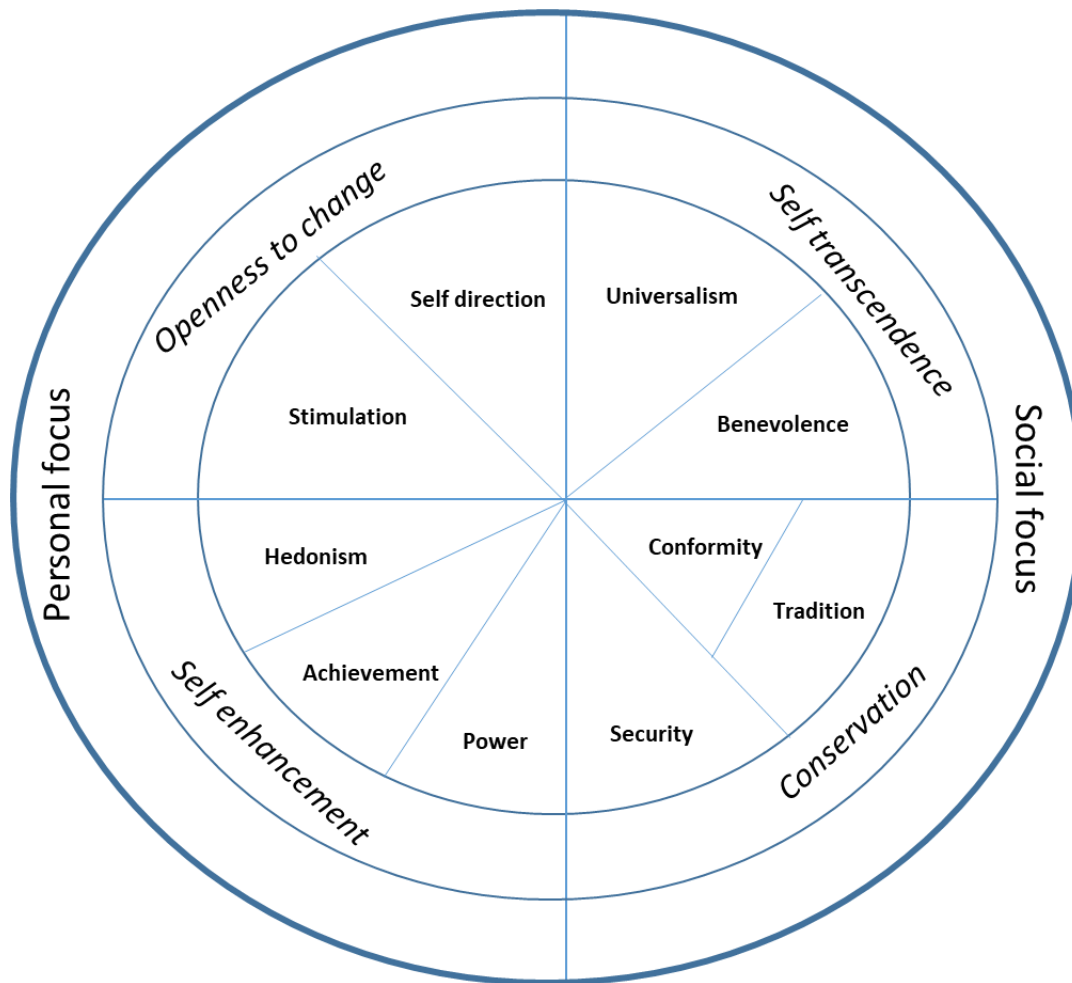 Openness to change
Self transcendence
Self direction
Universalism
Stimulation
Benevolence
Personal focus
Social focus
Hedonism
Conformity
Tradition
Achievement
Self enhancement
Power
Security
Conservation